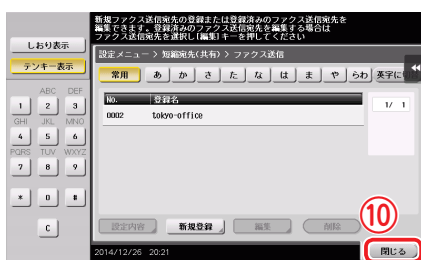 新規ファクス送信宛先の登録または登録済みのファクス送信宛先を
編集できます。登録済みのファクス送信宛先を編集する場合は
ファクス送信宛先を選択し[編集]キーを押してください
しおり表示
テンキー表示
設定メニュー > 短縮宛先(共有) > ファクス送信
常用 あ か さ た な は ま や らわ 英字に
No. 登録名
0002 tokyo-office
1/ 1
ABC DEF
1 2 3
GHI JKL MNO
4 5 6
PQRS TUV WXYZ
7 8 9
* 0 #
C
設定内容 新規登録 編集 削除
⑩
2014/12/26 20:21
閉じる